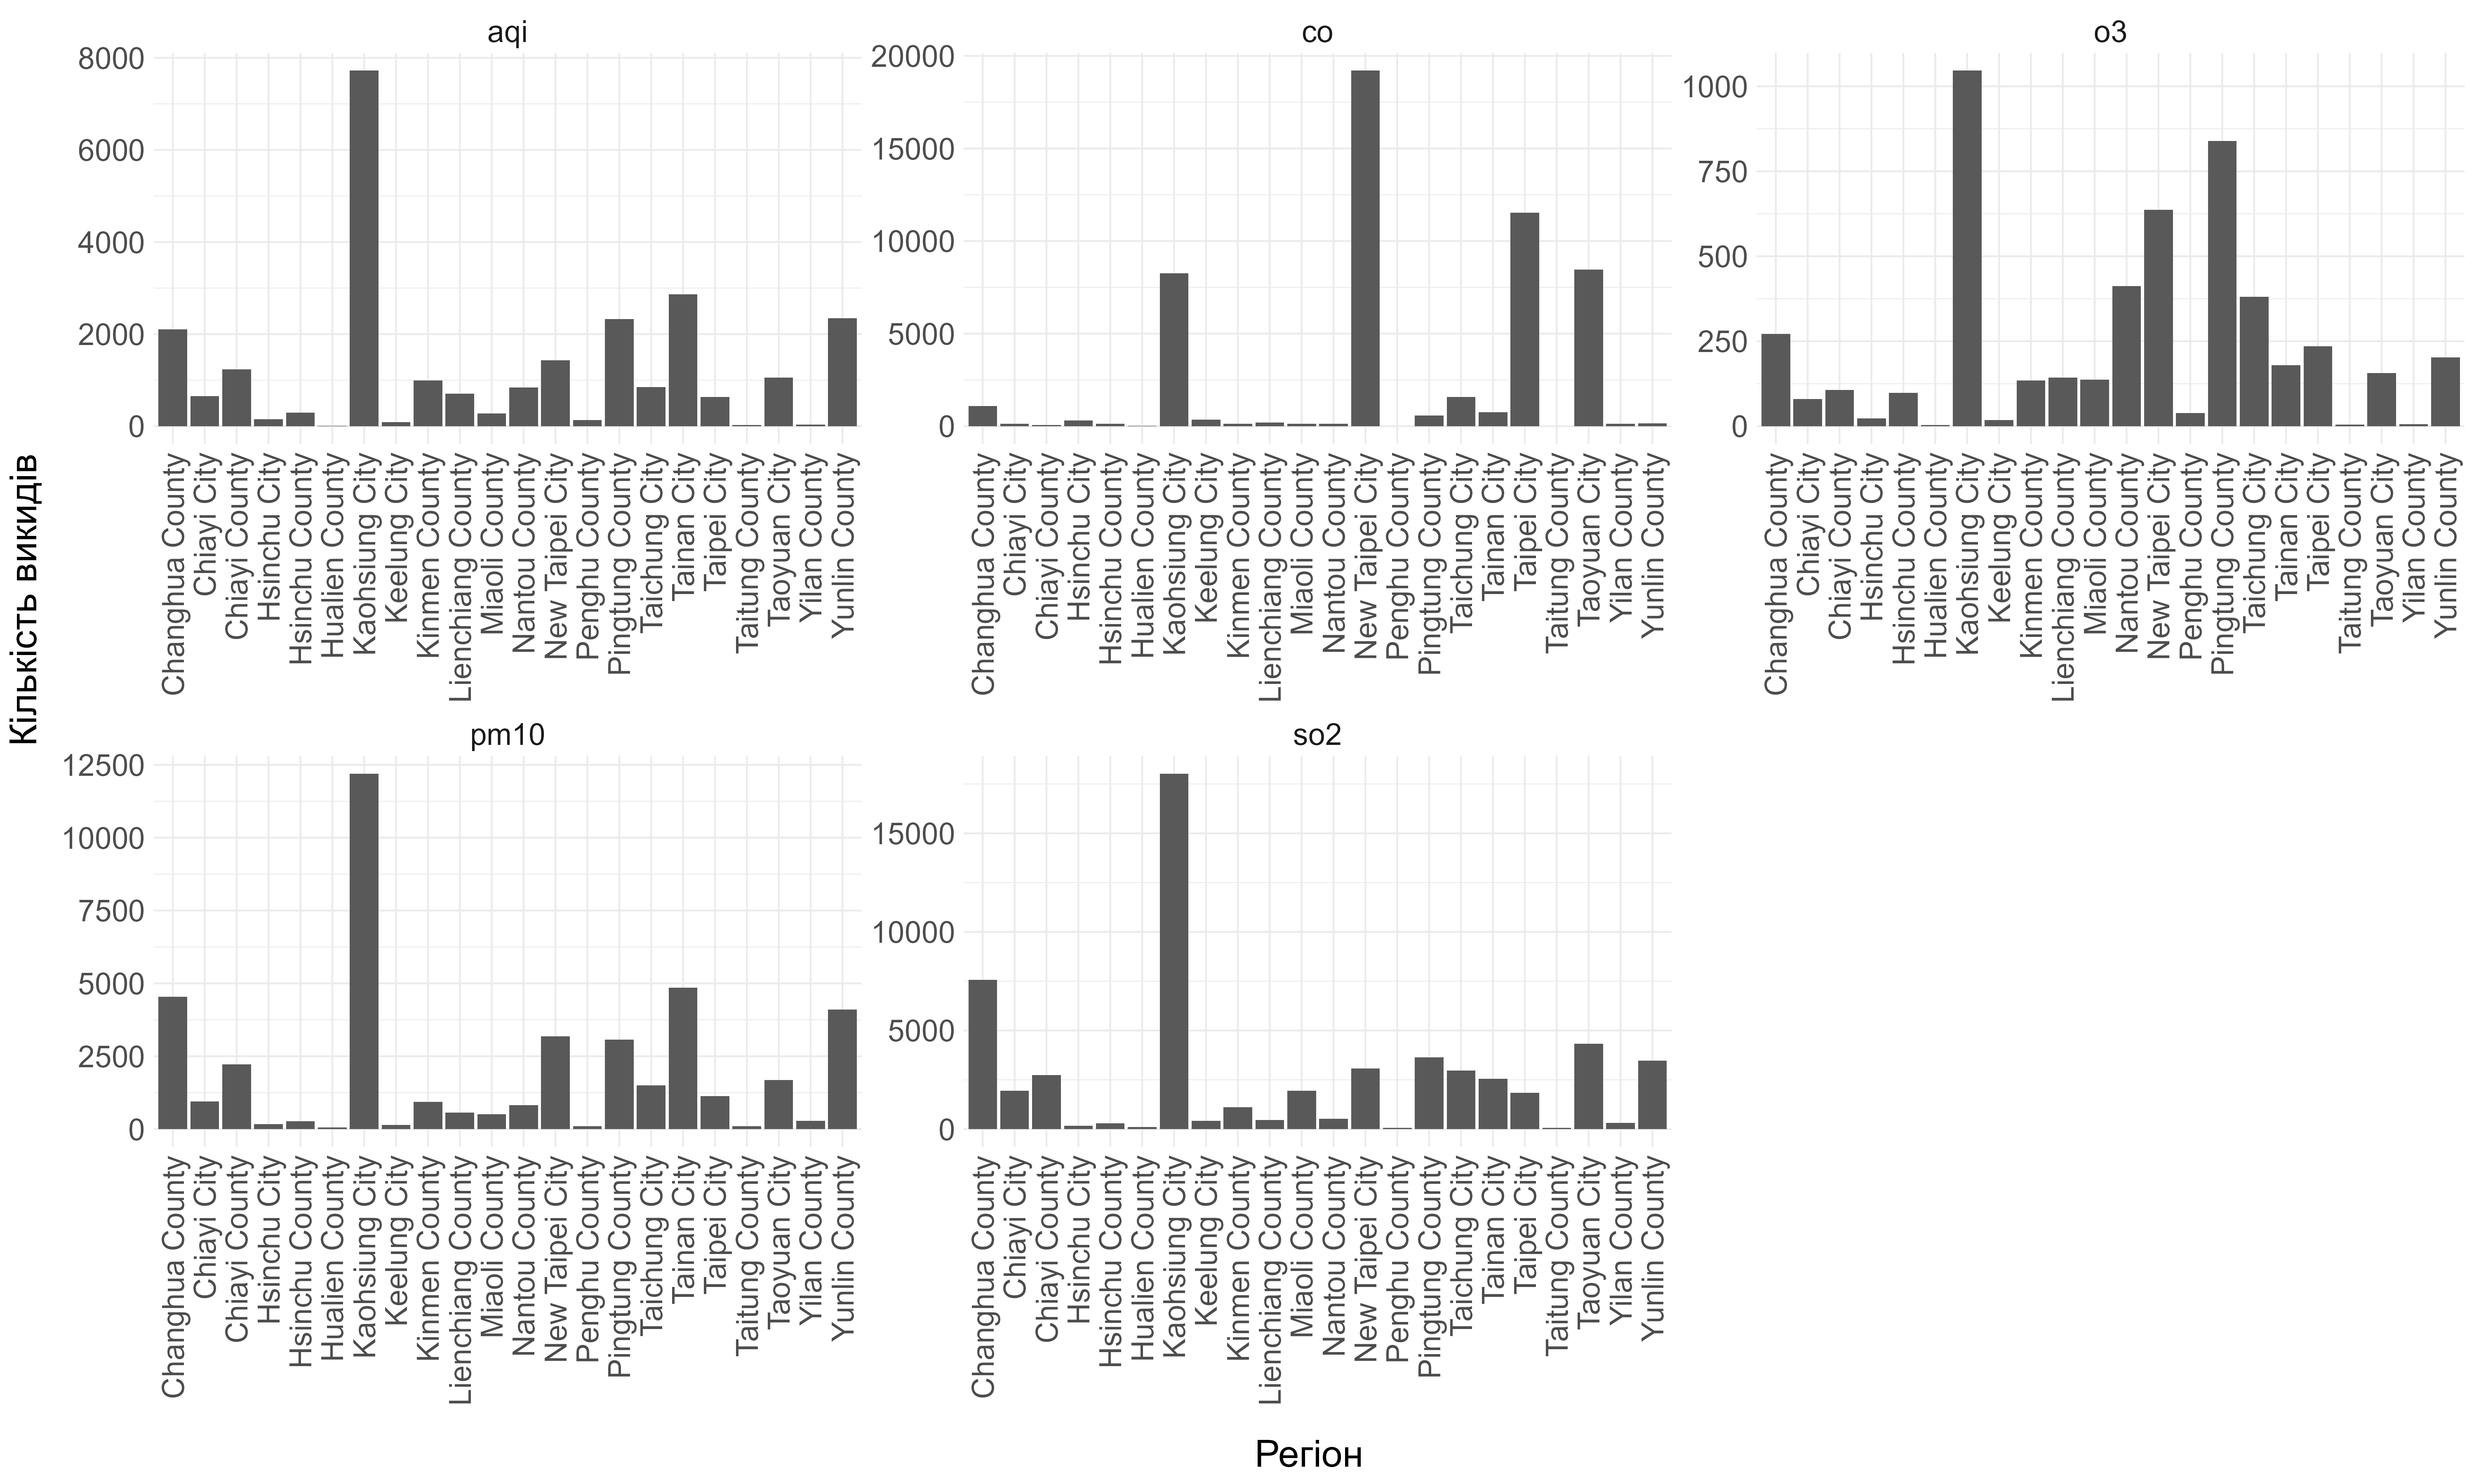 Кількість викидів
aqi
8000
6000
4000
2000
0
Changhua County
Chiayi City
Chiayi County
Hsinchu City
Hsinchu County
Hualien County
Kaohsiung City
Keelung City
Kinmen County
Lienchiang County
Miaoli County
Nantou County
New Taipei City
Penghu County
Pingtung County
Taichung City
Tainan City
Taipei City
Taitung County
Taoyuan City
Yilan County
Yunlin County
co
20000
15000
10000
5000
0
Changhua County
Chiayi City
Chiayi County
Hsinchu City
Hsinchu County
Hualien County
Kaohsiung City
Keelung City
Kinmen County
Lienchiang County
Miaoli County
Nantou County
New Taipei City
Penghu County
Pingtung County
Taichung City
Tainan City
Taipei City
Taitung County
Taoyuan City
Yilan County
Yunlin County
o3
1000
750
500
250
0
Changhua County
Chiayi City
Chiayi County
Hsinchu City
Hsinchu County
Hualien County
Kaohsiung City
Keelung City
Kinmen County
Lienchiang County
Miaoli County
Nantou County
New Taipei City
Penghu County
Pingtung County
Taichung City
Tainan City
Taipei City
Taitung County
Taoyuan City
Yilan County
Yunlin County
pm10
12500
10000
7500
5000
2500
0
Changhua County
Chiayi City
Chiayi County
Hsinchu City
Hsinchu County
Hualien County
Kaohsiung City
Keelung City
Kinmen County
Lienchiang County
Miaoli County
Nantou County
New Taipei City
Penghu County
Pingtung County
Taichung City
Tainan City
Taipei City
Taitung County
Taoyuan City
Yilan County
Yunlin County
so2
15000
10000
5000
0
Changhua County
Chiayi City
Chiayi County
Hsinchu City
Hsinchu County
Hualien County
Kaohsiung City
Keelung City
Kinmen County
Lienchiang County
Miaoli County
Nantou County
New Taipei City
Penghu County
Pingtung County
Taichung City
Tainan City
Taipei City
Taitung County
Taoyuan City
Yilan County
Yunlin County
Регіон